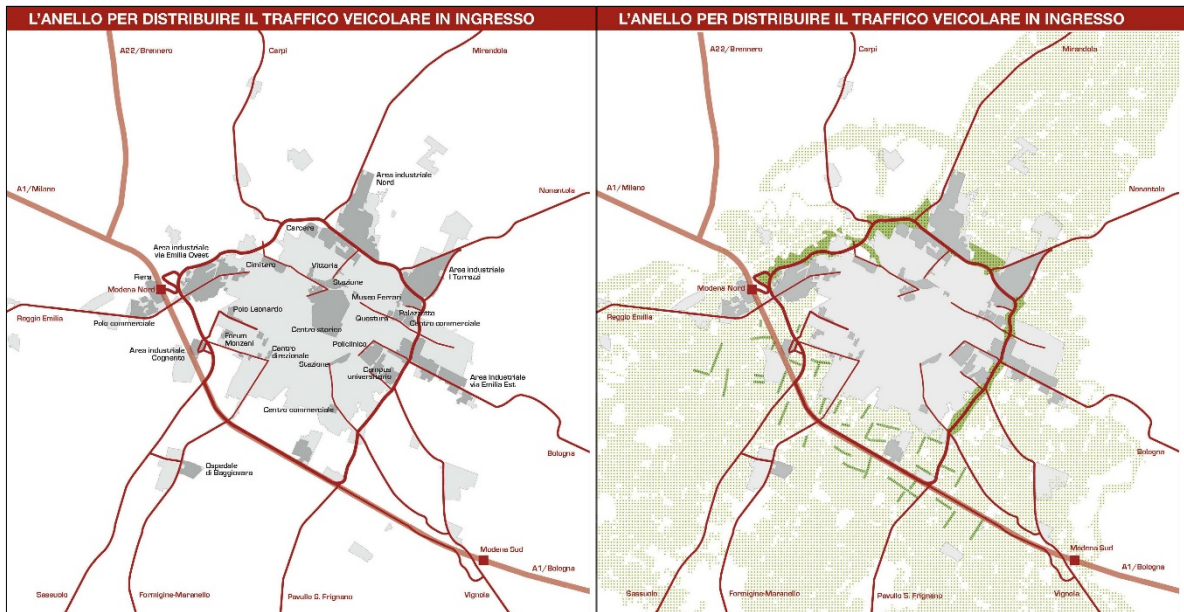 L'ANELLO PER DISTRIBUIRE IL TRAFFICO VEICOLARE IN INGRESSO
A22/Brennero
Carpi
Mirandola
A1/Milano
Nonantola
Area industriale
Nord
Carcere
Area industriale
via Emilia Ovest
Cimitero
Vittoria
Stazione
Area industriale
I Torrazzi
Fiera
Modena Nord
Museo Ferrari
Reggio Emilia
Polo commerciale
Polo Leonardo
Questura
Palazzetto
Centro commerciale
Centro storico
Forum
Monzani
Area industriale
Cognento
Centro
direzionale
Policlinico
Stazione
Campus
universitario
Area industriale
via Emilia Est
Centro commerciale
Bologna
Ospedale
di Baggiovara
Modena Sud
A1/Bologna
Sassuolo
Formigine-Maranello
Pavullo S. Frignano
Vignola
L'ANELLO PER DISTRIBUIRE IL TRAFFICO VEICOLARE IN INGRESSO
A22/Brennero
Carpi
Mirandola
A1/Milano
Nonantola
Modena Nord
Reggio Emilia
Bologna
Modena Sud
A1/Bologna
Sassuolo
Formigine-Maranello
Pavullo S. Frignano
Vignola